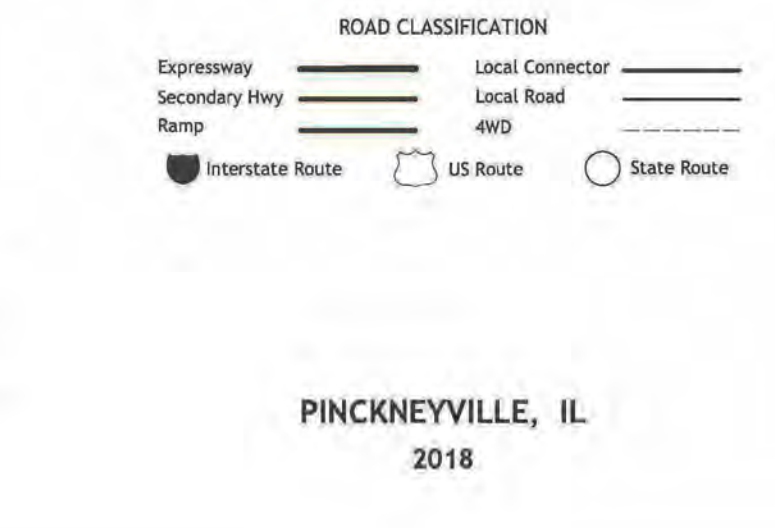 ROAD CLASSIFICATION
Expressway Local Connector
Secondary Hwy Local Road
Ramp 4WD
Interstate Route US Route State Route
PINCKNEYVILLE, IL
2018